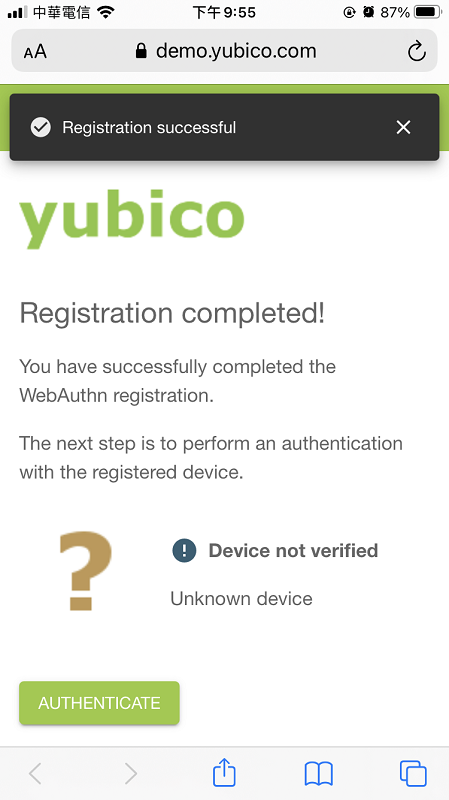 中華電信 下午9:55 87%
AA demo.yubico.com
Registration successful
yubico
Registration completed!
You have successfully completed the
WebAuthn registration.
The next step is to perform an authentication
with the registered device.
? ! Device not verified
Unknown device
AUTHENTICATE